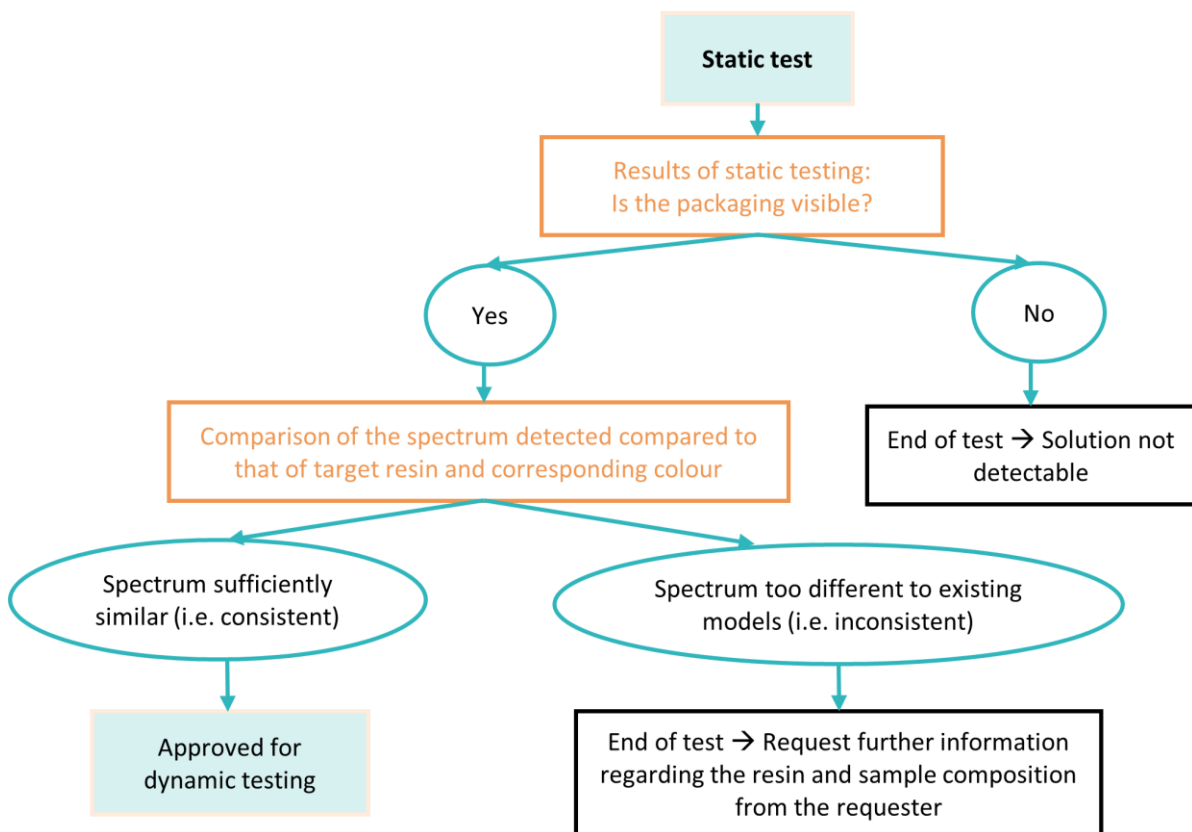 Static test
Results of static testing:
Is the packaging visible?
Yes
No
Comparison of the spectrum detected compared to
that of target resin and corresponding colour
End of test → Solution not
detectable
Spectrum sufficiently
similar (i.e. consistent)
Spectrum too different to existing
models (i.e. inconsistent)
Approved for
dynamic testing
End of test → Request further information
regarding the resin and sample composition
from the requester